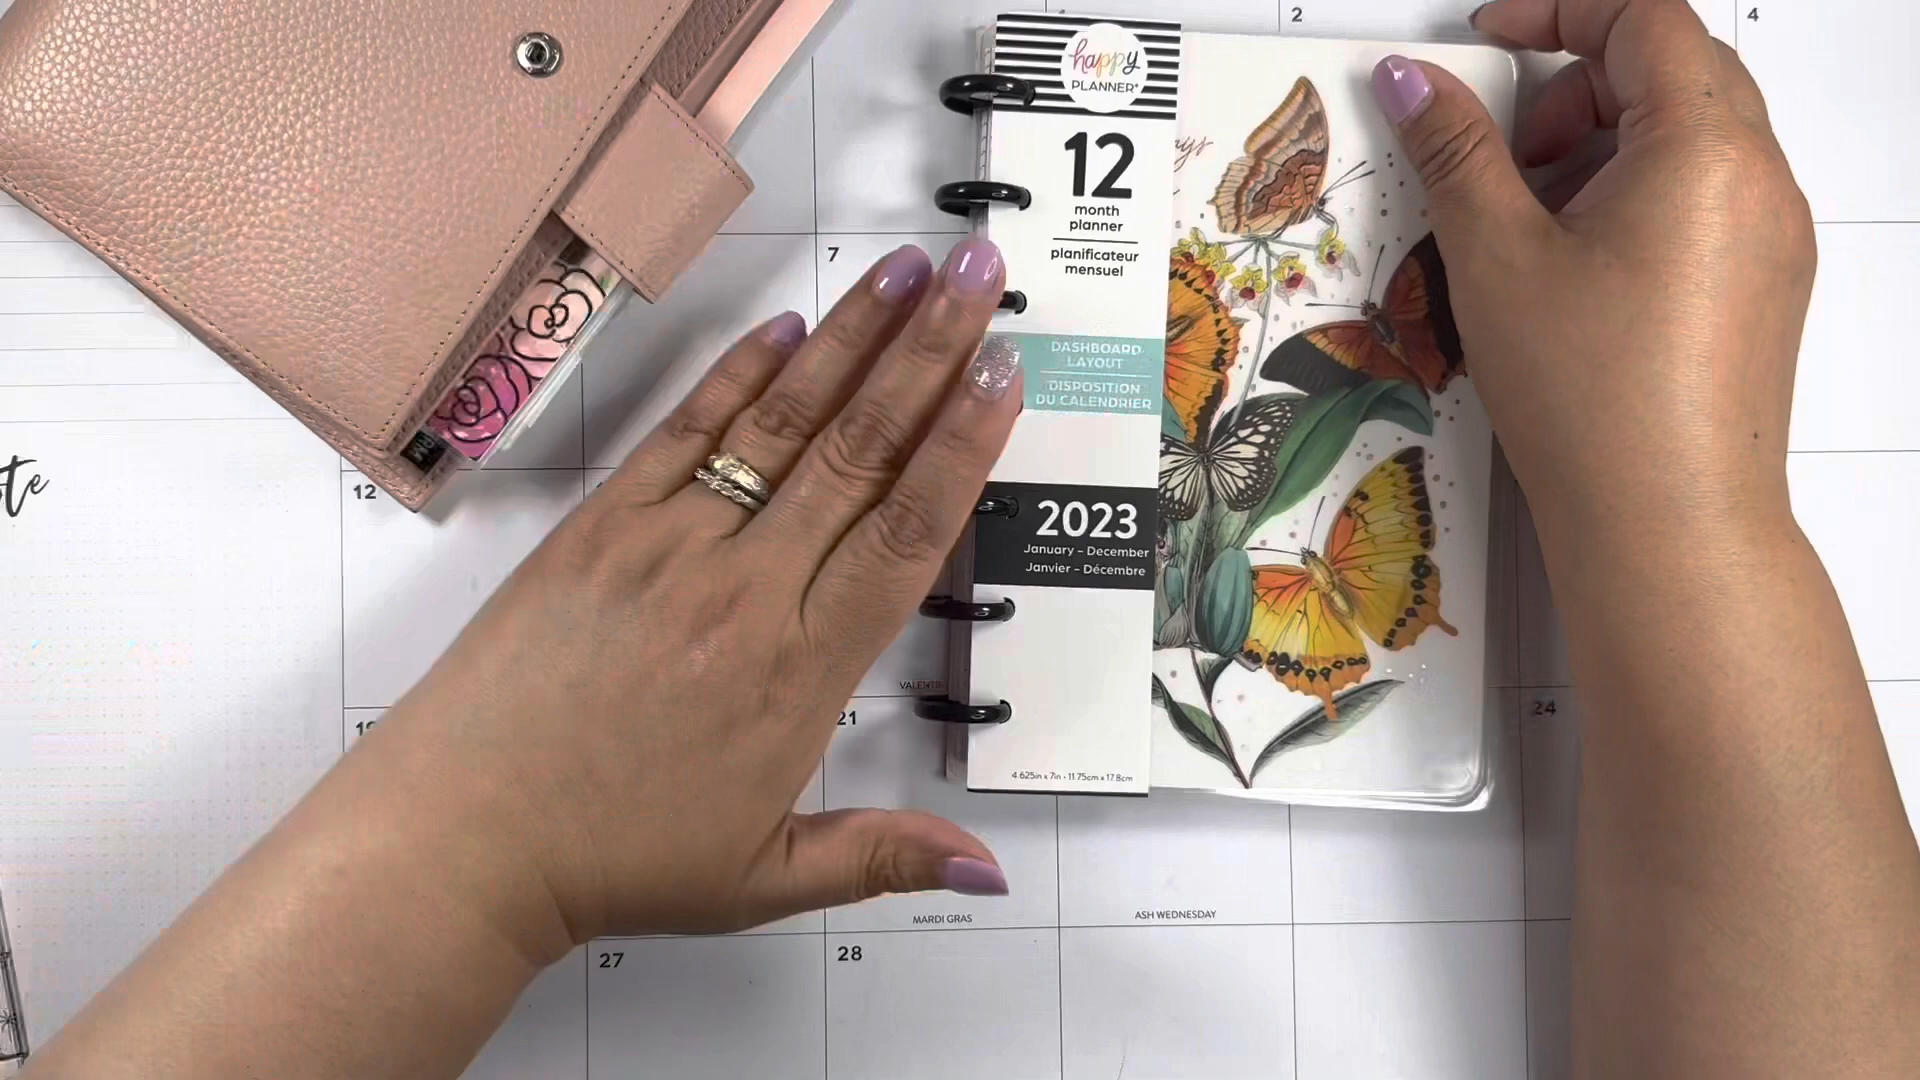 2
4
happy
PLANNER
12
month
planner
planificateur
mensuel
7
DASHBOARD
LAYOUT
DISPOSITION
DU CALENDRIER
12
2023
January – December
Janvier – Décembre
21
24
4.625in x 7in • 11.75cm x 17.8cm
MARDI GRAS
ASH WEDNESDAY
27
28